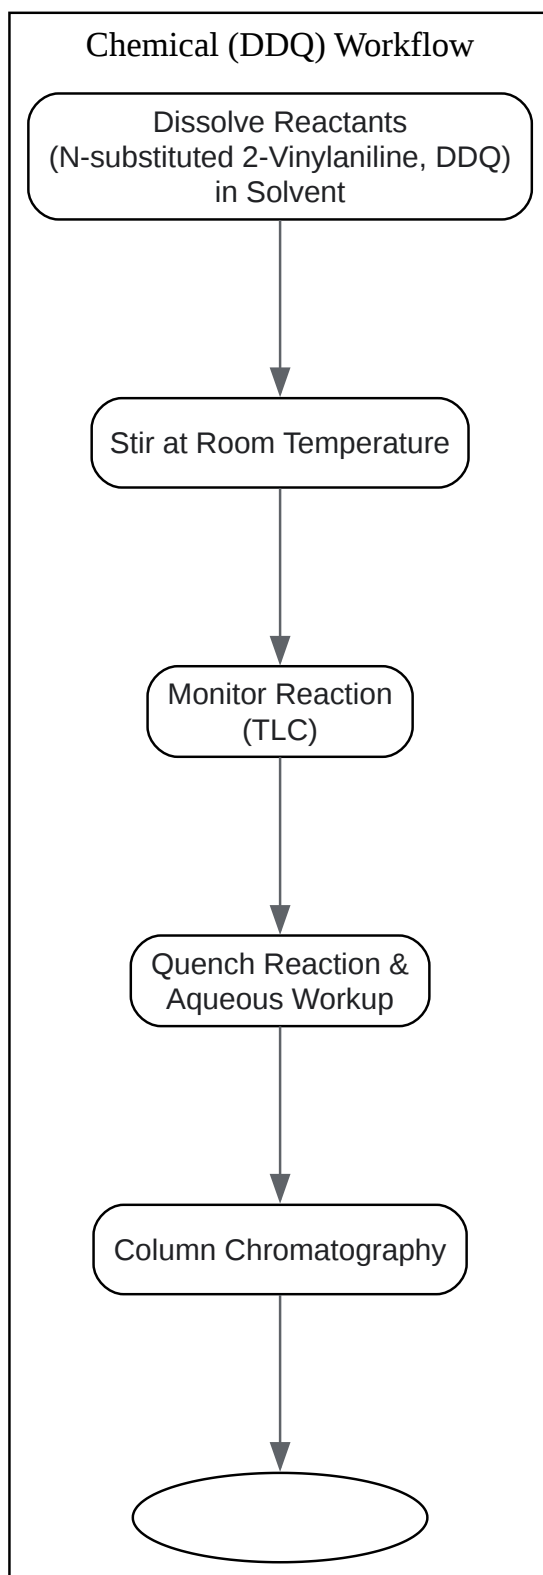 Chemical (DDQ) Workflow
Dissolve Reactants
(N-substituted 2-Vinylaniline, DDQ)
in Solvent
Stir at Room Temperature
Monitor Reaction
(TLC)
Quench Reaction &
Aqueous Workup
Column Chromatography